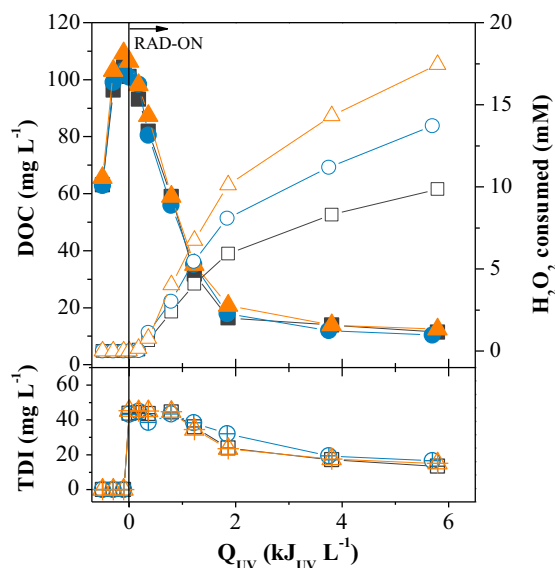 RAD-ON
120
100
80
60
40
20
0
DOC (mg L⁻¹)
20
15
10
5
0
H₂O₂ consumed (mM)
60
40
20
0
TDI (mg L⁻¹)
0 2 4 6
Q_UV (kJ_UV L⁻¹)